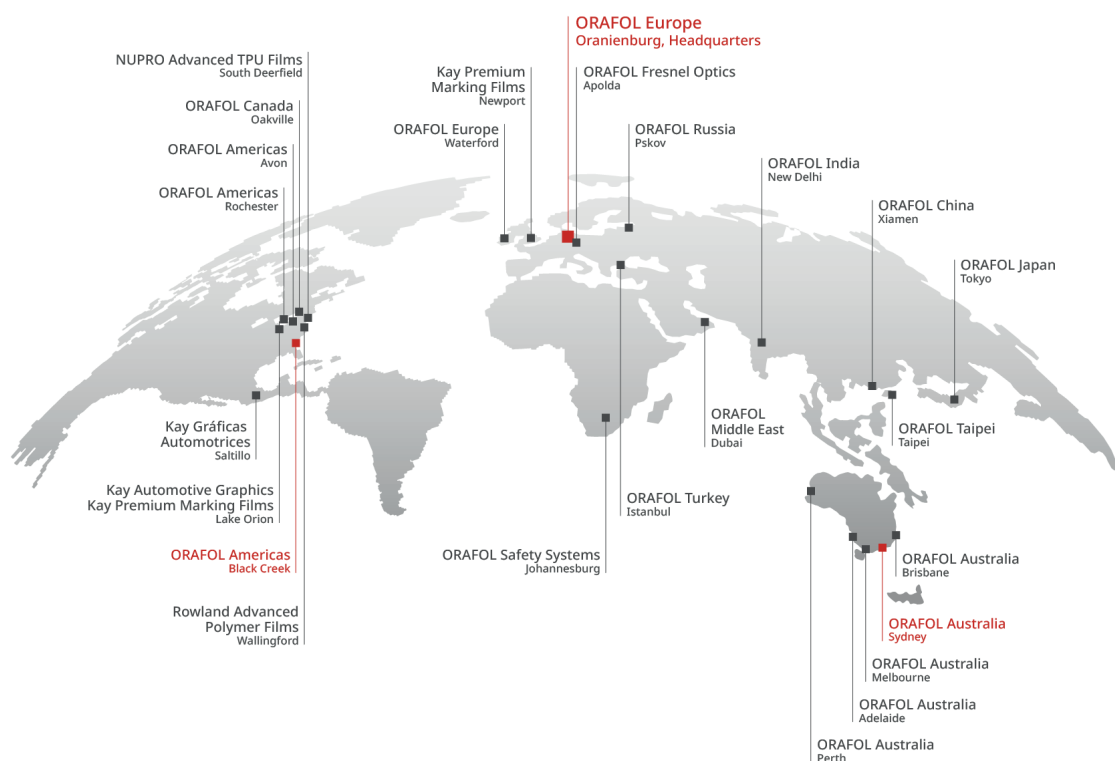 ORAFOL Europe
Oranienburg, Headquarters
NUPRO Advanced TPU Films
South Deerfield
Kay Premium
Marking Films
Newport
ORAFOL Fresnel Optics
Apolda
ORAFOL Canada
Oakville
ORAFOL Europe
Waterford
ORAFOL Russia
Pskov
ORAFOL Americas
Avon
ORAFOL India
New Delhi
ORAFOL Americas
Rochester
ORAFOL China
Xiamen
ORAFOL Japan
Tokyo
Kay Gráficas
Automotrices
Saltillo
ORAFOL
Middle East
Dubai
ORAFOL Taipei
Taipei
Kay Automotive Graphics
Kay Premium Marking Films
Lake Orion
ORAFOL Turkey
Istanbul
ORAFOL Americas
Black Creek
ORAFOL Safety Systems
Johannesburg
ORAFOL Australia
Brisbane
Rowland Advanced
Polymer Films
Wallingford
ORAFOL Australia
Sydney
ORAFOL Australia
Melbourne
ORAFOL Australia
Adelaide
ORAFOL Australia
Perth